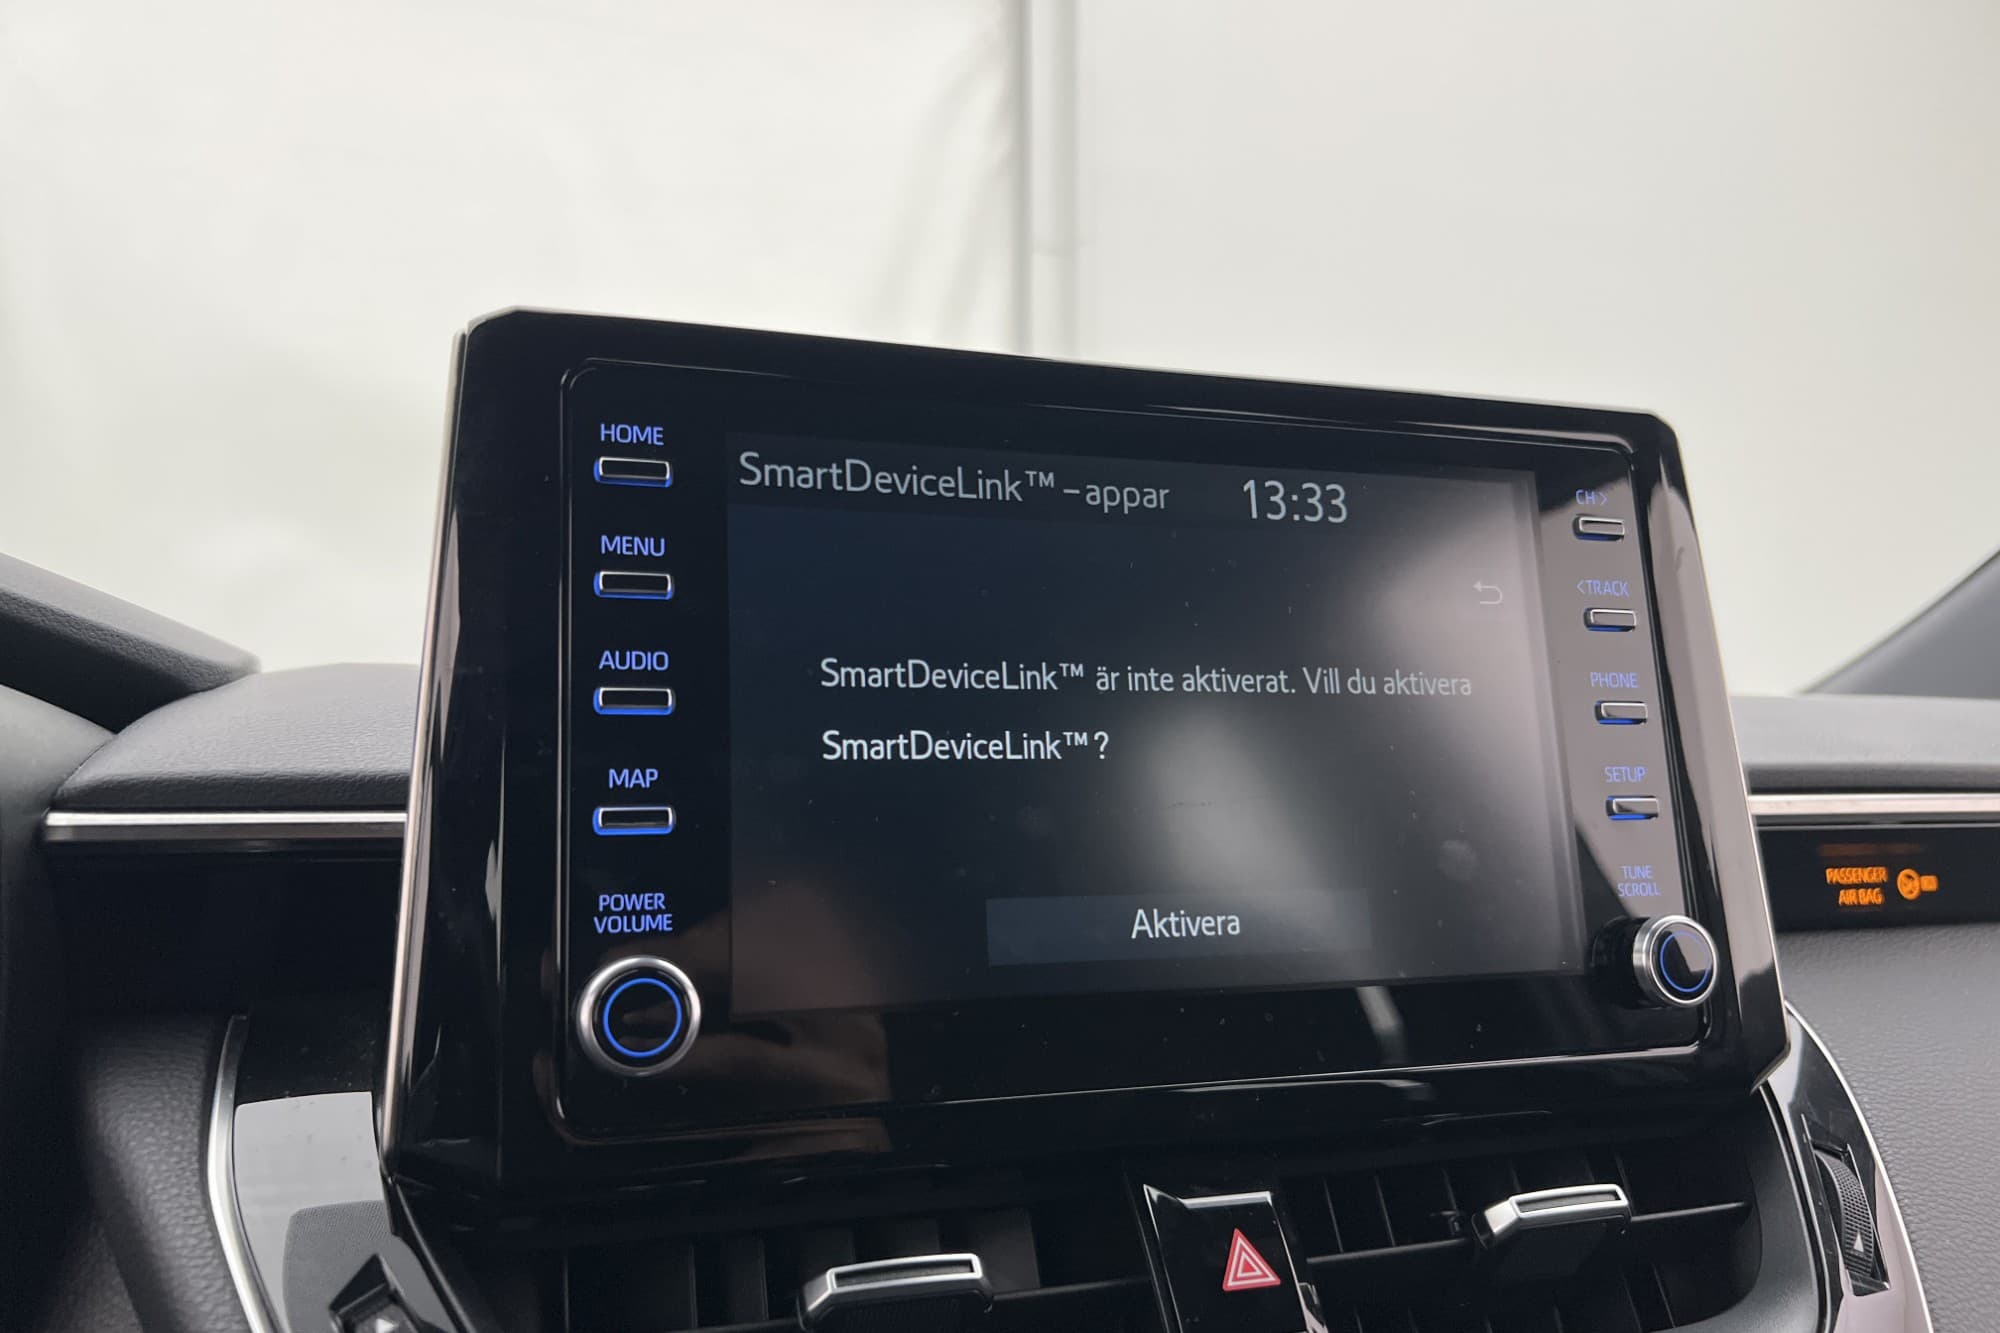 HOME
MENU
AUDIO
MAP
POWER
VOLUME
SmartDeviceLink™ –appar 13:33
SmartDeviceLink™ är inte aktiverat. Vill du aktivera
SmartDeviceLink™?
Aktivera
CH >
<TRACK
PHONE
SETUP
TUNE
SCROLL
PASSENGER
AIR BAG